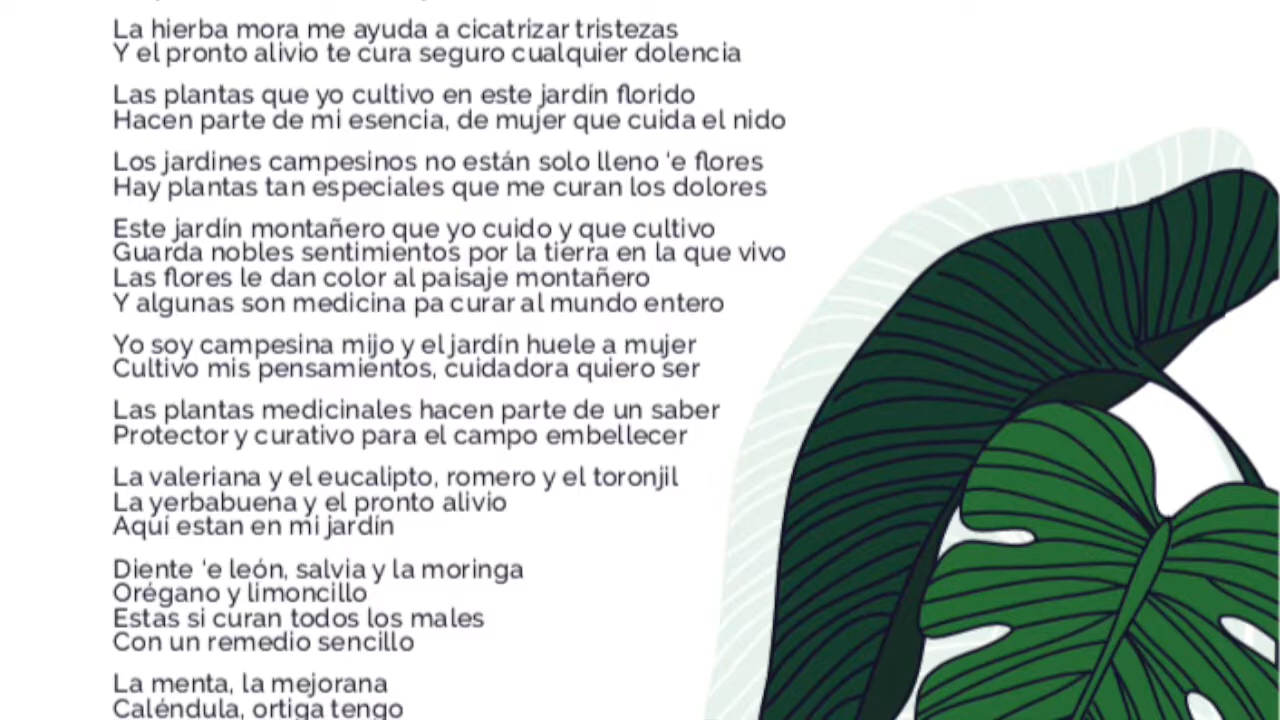 La hierba mora me ayuda a cicatrizar tristezas
Y el pronto alivio te cura seguro cualquier dolencia
Las plantas que yo cultivo en este jardín florido
Hacen parte de mi esencia, de mujer que cuida el nido
Los jardines campesinos no están solo lleno 'e flores
Hay plantas tan especiales que me curan los dolores
Este jardín montañero que yo cuido y que cultivo
Guarda nobles sentimientos por la tierra en la que vivo
Las flores le dan color al paisaje montañero
Y algunas son medicina pa curar al mundo entero
Yo soy campesina mijo y el jardín huele a mujer
Cultivo mis pensamientos, cuidadora quiero ser
Las plantas medicinales hacen parte de un saber
Protector y curativo para el campo embellecer
La valeriana y el eucalipto, romero y el toronjil
La yerbabuena y el pronto alivio
Aquí estan en mi jardín
Diente 'e león, salvia y la moringa
Orégano y limoncillo
Estas si curan todos los males
Con un remedio sencillo
La menta, la mejorana
Caléndula, ortiga tengo